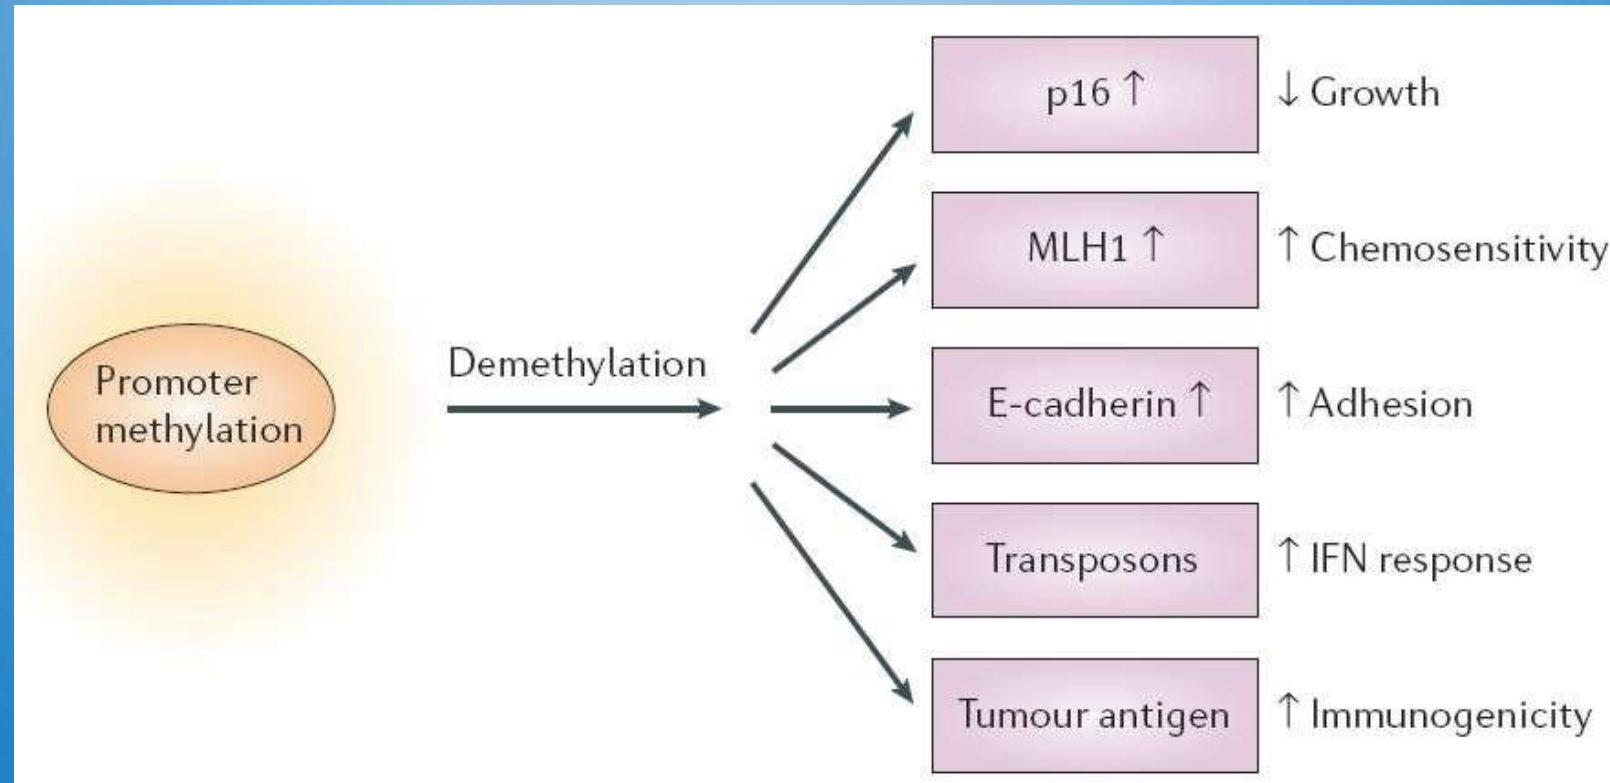 Promoter
methylation
Demethylation
p16 ↑
↓ Growth
MLH1 ↑
↑ Chemosensitivity
E-cadherin ↑
↑ Adhesion
Transposons
↑ IFN response
Tumour antigen
↑ Immunogenicity